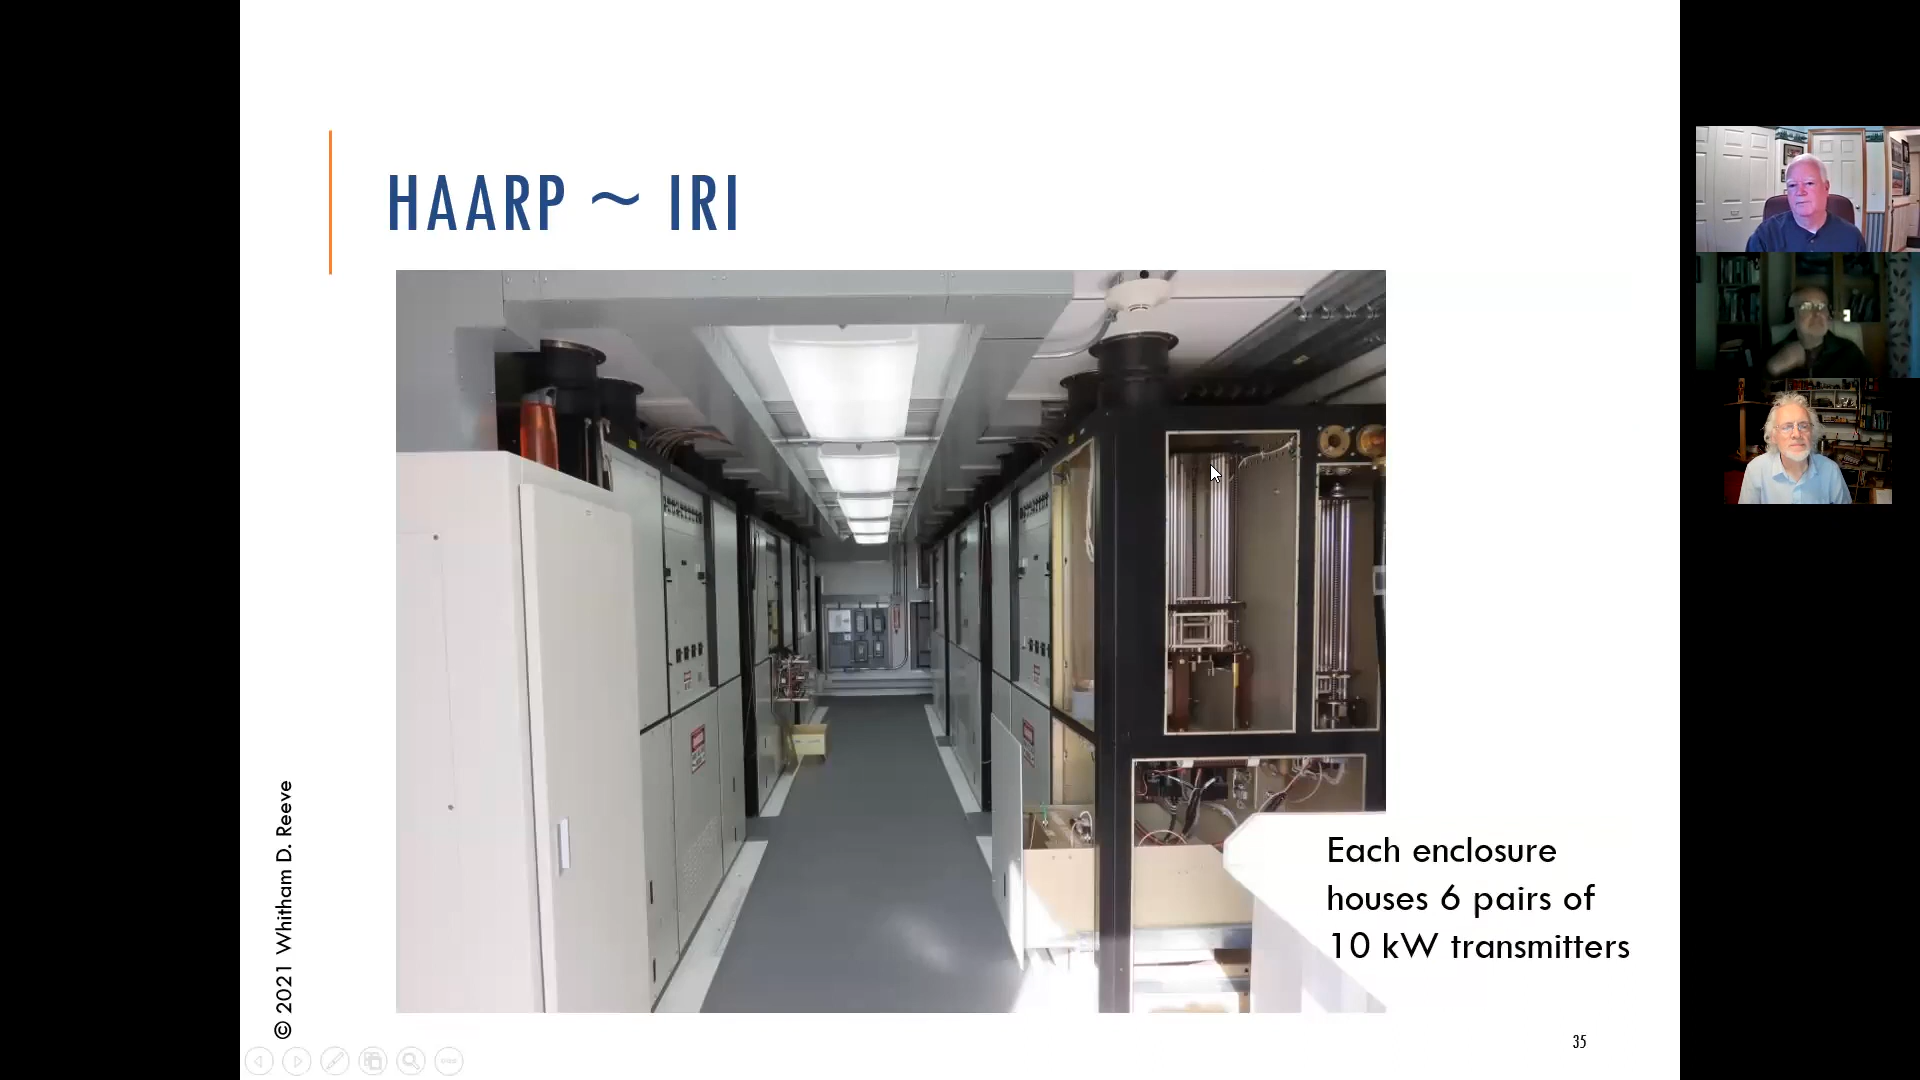 HAARP ~ IRI
Each enclosure
houses 6 pairs of
10 kW transmitters
© 2021 Whitham D. Reeve
35